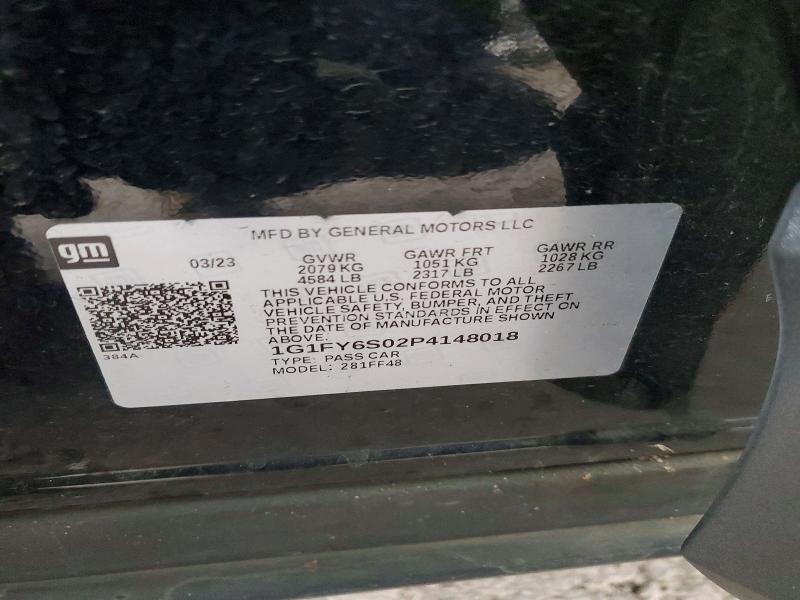 gm
MFD BY GENERAL MOTORS LLC
03/23 GVWR GAWR FRT GAWR RR
2079 KG 1051 KG 1028 KG
4584 LB 2317 LB 2267 LB
THIS VEHICLE CONFORMS TO ALL
APPLICABLE U.S. FEDERAL MOTOR
VEHICLE SAFETY, BUMPER, AND THEFT
PREVENTION STANDARDS IN EFFECT ON
THE DATE OF MANUFACTURE SHOWN
ABOVE.
384A
1G1FY6S02P4148018
TYPE: PASS CAR
MODEL: 281FF48